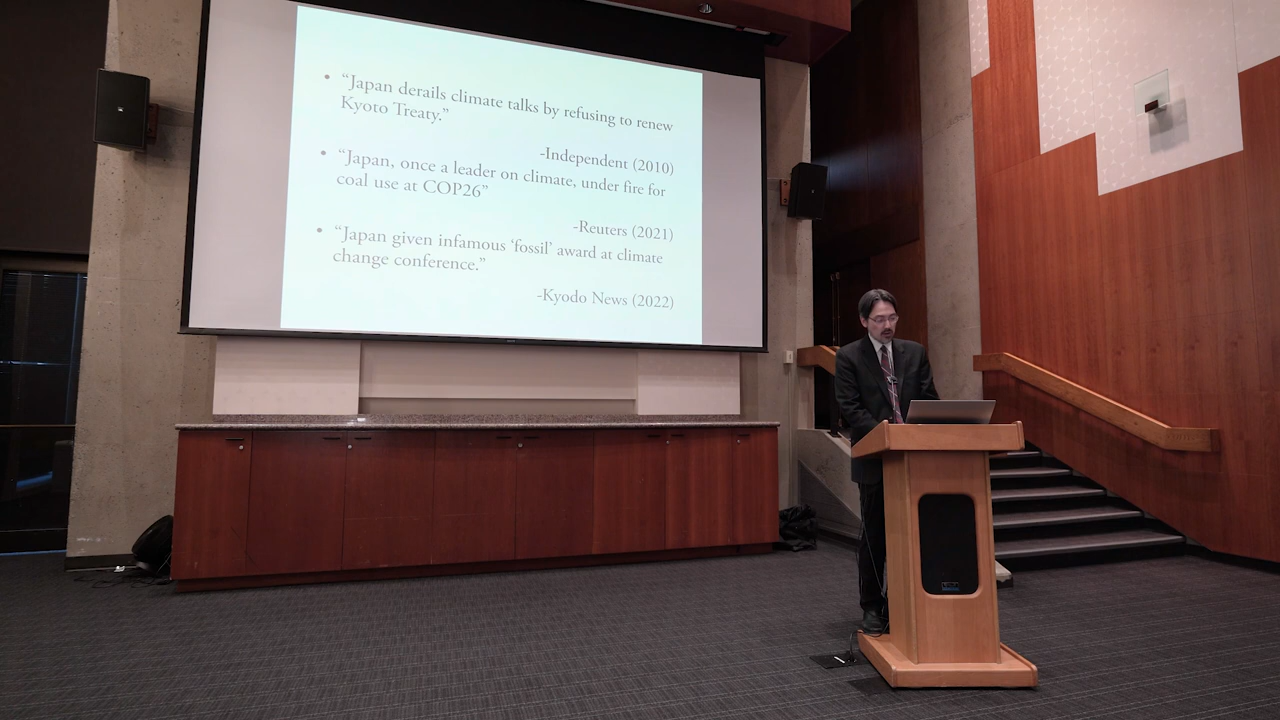 • “Japan derails climate talks by refusing to renew
Kyoto Treaty.”
-Independent (2010)
• “Japan, once a leader on climate, under fire for
coal use at COP26”
-Reuters (2021)
• “Japan given infamous ‘fossil’ award at climate
change conference.”
-Kyodo News (2022)